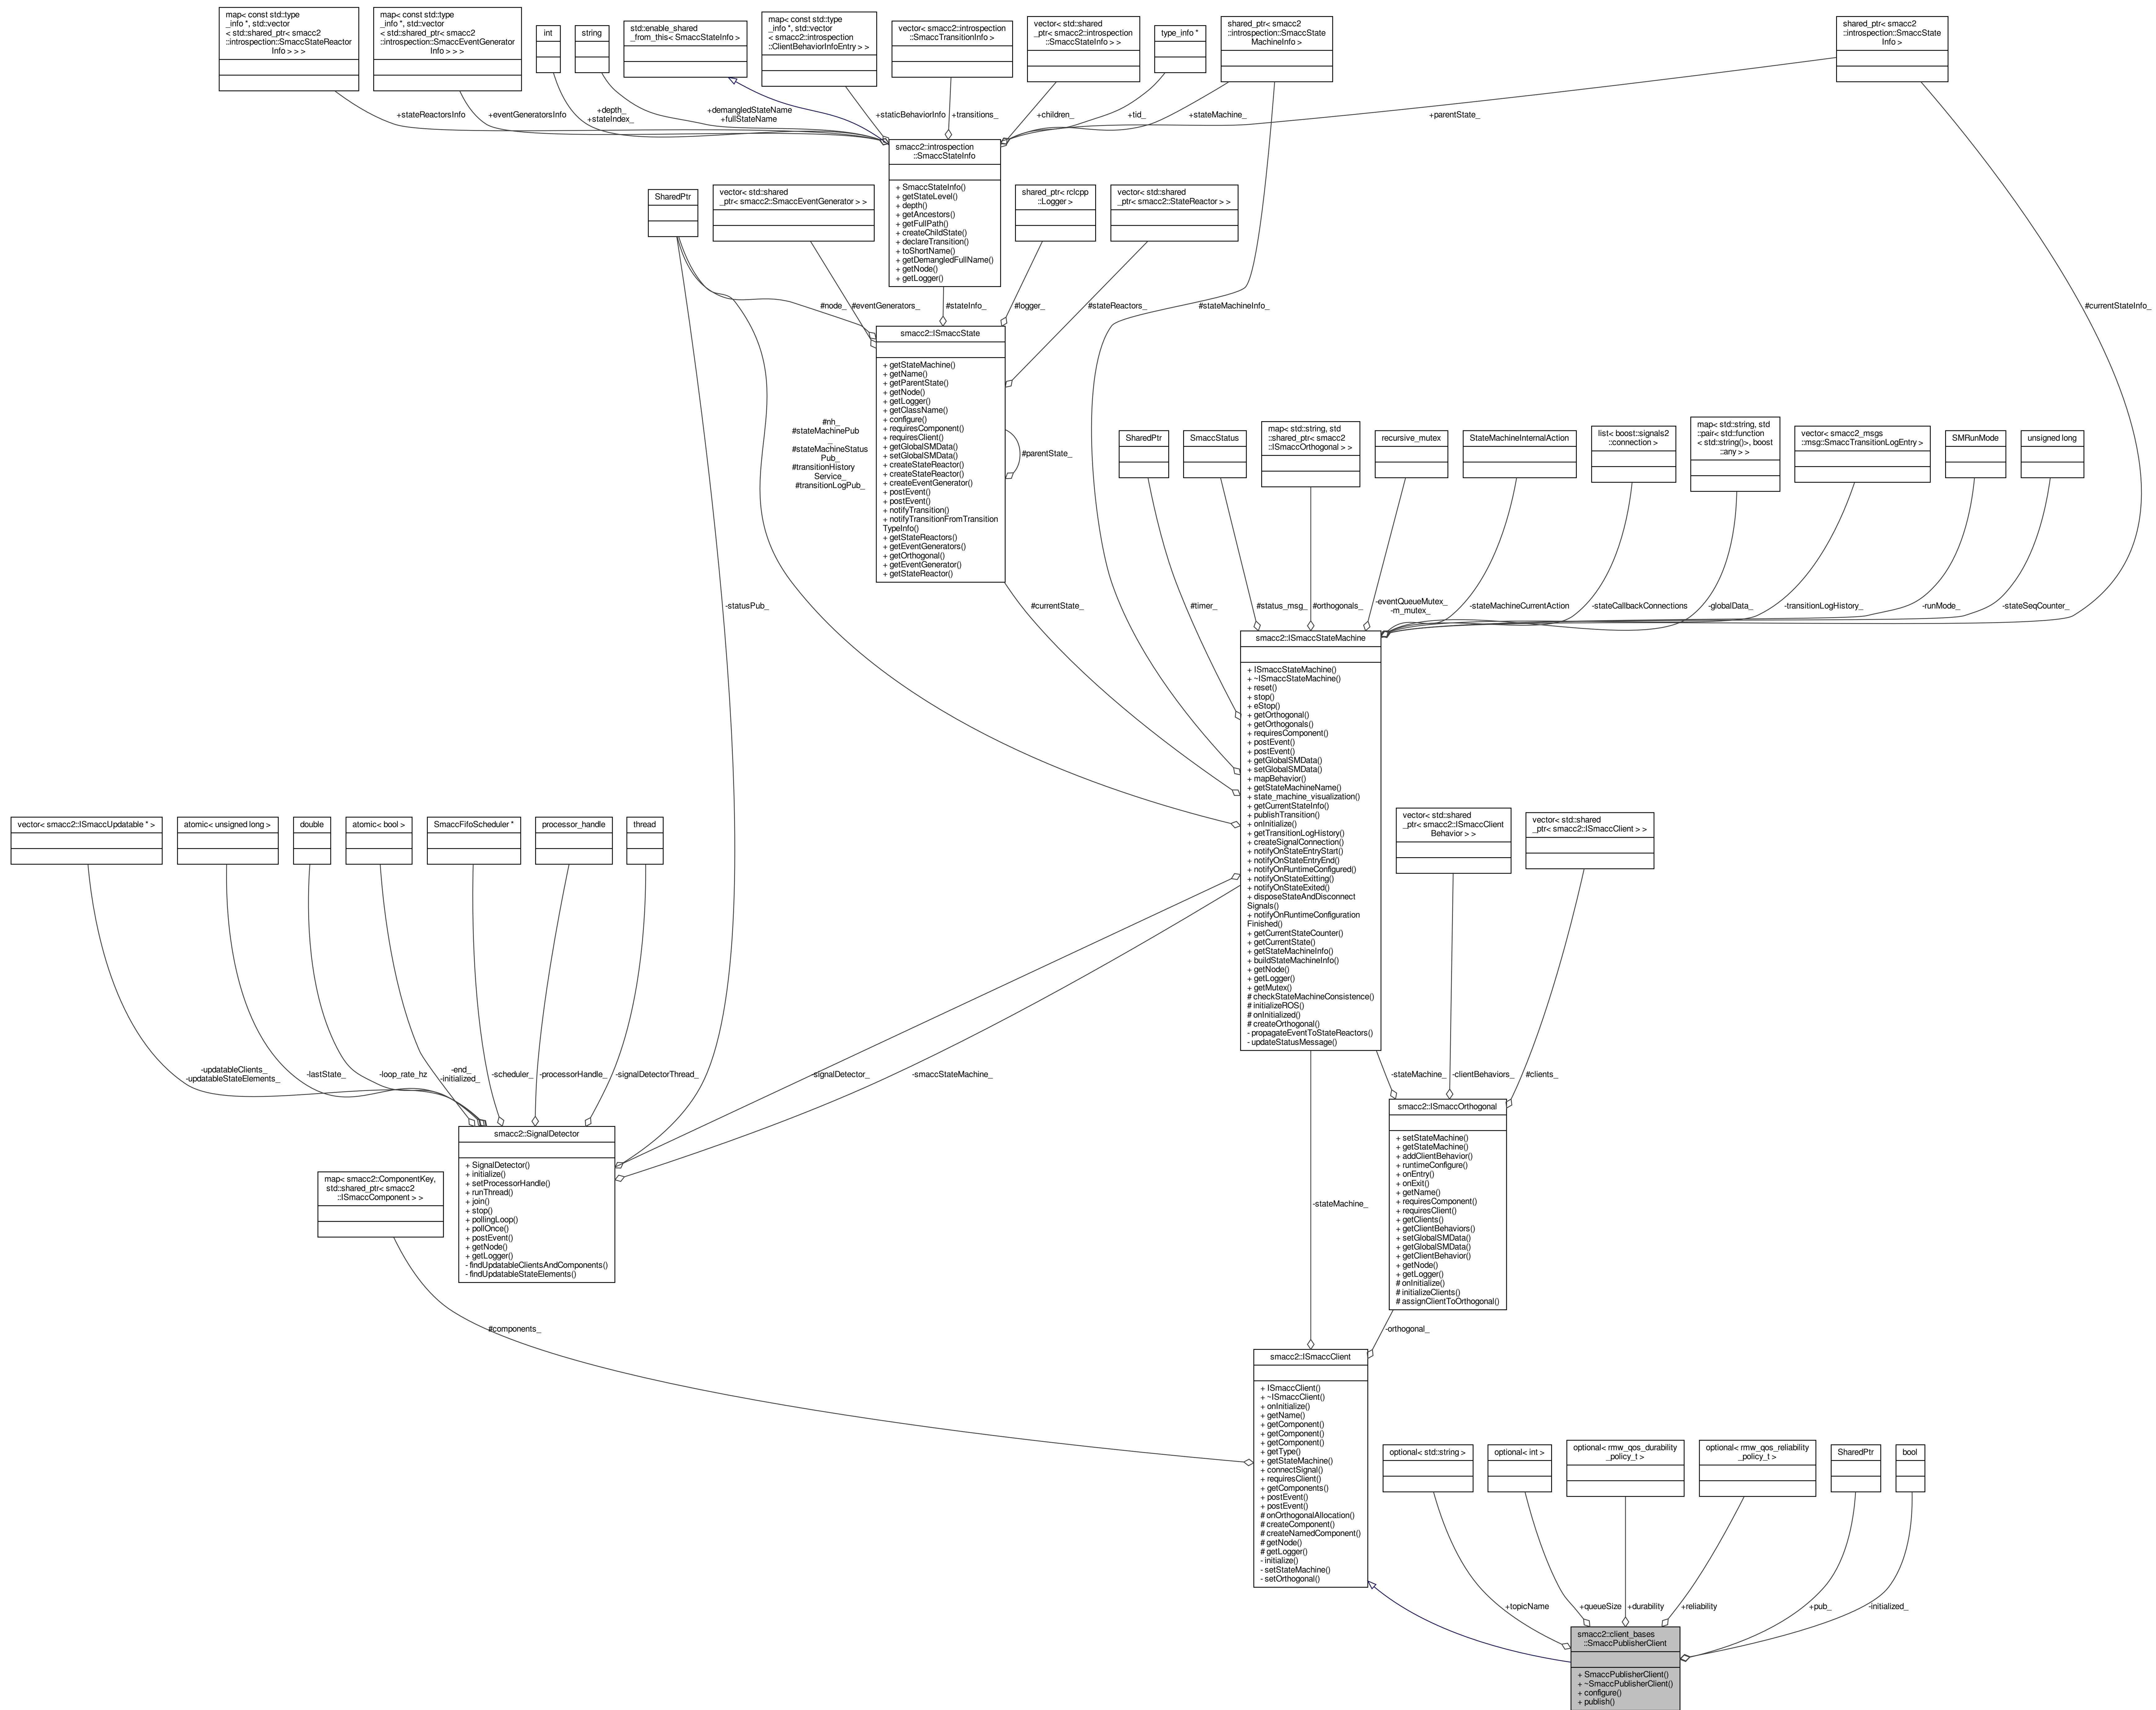 map< const std::type
_info *, std::vector
< std::shared_ptr< smacc2
::introspection::SmaccStateReactor
Info > > >
map< const std::type
_info *, std::vector
< std::shared_ptr< smacc2
::introspection::SmaccEventGenerator
Info > > >
int
string
std::enable_shared
_from_this< SmaccStateInfo >
map< const std::type
_info *, std::vector
< smacc2::introspection
::ClientBehaviorInfoEntry > >
vector< smacc2::introspection
::SmaccTransitionInfo >
vector< std::shared
_ptr< smacc2::introspection
::SmaccStateInfo > >
type_info *
shared_ptr< smacc2
::introspection::SmaccState
MachineInfo >
shared_ptr< smacc2
::introspection::SmaccState
Info >
+stateReactorsInfo
+eventGeneratorsInfo
+depth_
+stateIndex_
+demangledStateName
+fullStateName
+staticBehaviorInfo
+transitions_
+children_
+tid_
+stateMachine_
+parentState_
smacc2::introspection
::SmaccStateInfo
+ SmaccStateInfo()
+ getStateLevel()
+ depth()
+ getAncestors()
+ getFullPath()
+ createChildState()
+ declareTransition()
+ toShortName()
+ getDemangledFullName()
+ getNode()
+ getLogger()
SharedPtr
vector< std::shared
_ptr< smacc2::SmaccEventGenerator > >
shared_ptr< rclcpp
::Logger >
vector< std::shared
_ptr< smacc2::StateReactor > >
#node_
#eventGenerators_
#stateInfo_
#logger_
#stateReactors_
#stateMachineInfo_
#currentStateInfo_
smacc2::ISmaccState
+ getStateMachine()
+ getName()
+ getParentState()
+ getNode()
+ getLogger()
+ getClassName()
+ configure()
+ requiresComponent()
+ requiresClient()
+ getGlobalSMData()
+ setGlobalSMData()
+ createStateReactor()
+ createStateReactor()
+ createEventGenerator()
+ postEvent()
+ postEvent()
+ notifyTransition()
+ notifyTransitionFromTransition
TypeInfo()
+ getStateReactors()
+ getEventGenerators()
+ getOrthogonal()
+ getEventGenerator()
+ getStateReactor()
#parentState_
#nh_
#stateMachinePub
_
#stateMachineStatus
Pub_
#transitionHistory
Service_
#transitionLogPub_
SharedPtr
SmaccStatus
map< std::string, std
::shared_ptr< smacc2
::ISmaccOrthogonal > >
recursive_mutex
StateMachineInternalAction
list< boost::signals2
::connection >
map< std::string, std
::pair< std::function
< std::string()>, boost
::any > >
vector< smacc2_msgs
::msg::SmaccTransitionLogEntry >
SMRunMode
unsigned long
-statusPub_
#currentState_
#timer_
#status_msg_
#orthogonals_
-eventQueueMutex_
-m_mutex_
-stateMachineCurrentAction
-stateCallbackConnections
-globalData_
-transitionLogHistory_
-runMode_
-stateSeqCounter_
smacc2::ISmaccStateMachine
+ ISmaccStateMachine()
+ ~ISmaccStateMachine()
+ reset()
+ stop()
+ eStop()
+ getOrthogonal()
+ getOrthogonals()
+ requiresComponent()
+ postEvent()
+ postEvent()
+ getGlobalSMData()
+ setGlobalSMData()
+ mapBehavior()
+ getStateMachineName()
+ state_machine_visualization()
+ getCurrentStateInfo()
+ publishTransition()
+ onInitialize()
+ getTransitionLogHistory()
+ createSignalConnection()
+ notifyOnStateEntryStart()
+ notifyOnStateEntryEnd()
+ notifyOnRuntimeConfigured()
+ notifyOnStateExitting()
+ notifyOnStateExited()
+ disposeStateAndDisconnect
Signals()
+ notifyOnRuntimeConfiguration
Finished()
+ getCurrentStateCounter()
+ getCurrentState()
+ getStateMachineInfo()
+ buildStateMachineInfo()
+ getNode()
+ getLogger()
+ getMutex()
# checkStateMachineConsistence()
# initializeROS()
# onInitialized()
# createOrthogonal()
- propagateEventToStateReactors()
- updateStatusMessage()
vector< smacc2::ISmaccUpdatable * >
atomic< unsigned long >
double
atomic< bool >
SmaccFifoScheduler *
processor_handle
thread
vector< std::shared
_ptr< smacc2::ISmaccClient
Behavior > >
vector< std::shared
_ptr< smacc2::ISmaccClient > >
-updatableClients_
-updatableStateElements_
-lastState_
-loop_rate_hz
-end_
-initialized_
-scheduler_
-processorHandle_
-signalDetectorThread_
-signalDetector_
-smaccStateMachine_
-stateMachine_
-clientBehaviors_
#clients_
smacc2::SignalDetector
+ SignalDetector()
+ initialize()
+ setProcessorHandle()
+ runThread()
+ join()
+ stop()
+ pollingLoop()
+ pollOnce()
+ postEvent()
+ getNode()
+ getLogger()
- findUpdatableClientsAndComponents()
- findUpdatableStateElements()
smacc2::ISmaccOrthogonal
+ setStateMachine()
+ getStateMachine()
+ addClientBehavior()
+ runtimeConfigure()
+ onEntry()
+ onExit()
+ getName()
+ requiresComponent()
+ requiresClient()
+ getClients()
+ getClientBehaviors()
+ setGlobalSMData()
+ getGlobalSMData()
+ getClientBehavior()
+ getNode()
+ getLogger()
# onInitialize()
# initializeClients()
# assignClientToOrthogonal()
map< smacc2::ComponentKey,
std::shared_ptr< smacc2
::ISmaccComponent > >
-stateMachine_
#components_
-orthogonal_
smacc2::ISmaccClient
+ ISmaccClient()
+ ~ISmaccClient()
+ onInitialize()
+ getName()
+ getComponent()
+ getComponent()
+ getComponent()
+ getType()
+ getStateMachine()
+ connectSignal()
+ requiresClient()
+ getComponents()
+ postEvent()
+ postEvent()
# onOrthogonalAllocation()
# createComponent()
# createNamedComponent()
# getNode()
# getLogger()
- initialize()
- setStateMachine()
- setOrthogonal()
optional< std::string >
optional< int >
optional< rmw_qos_durability
_policy_t >
optional< rmw_qos_reliability
_policy_t >
SharedPtr
bool
+topicName
+queueSize
+durability
+reliability
+pub_
-initialized_
smacc2::client_bases
::SmaccPublisherClient
+ SmaccPublisherClient()
+ ~SmaccPublisherClient()
+ configure()
+ publish()